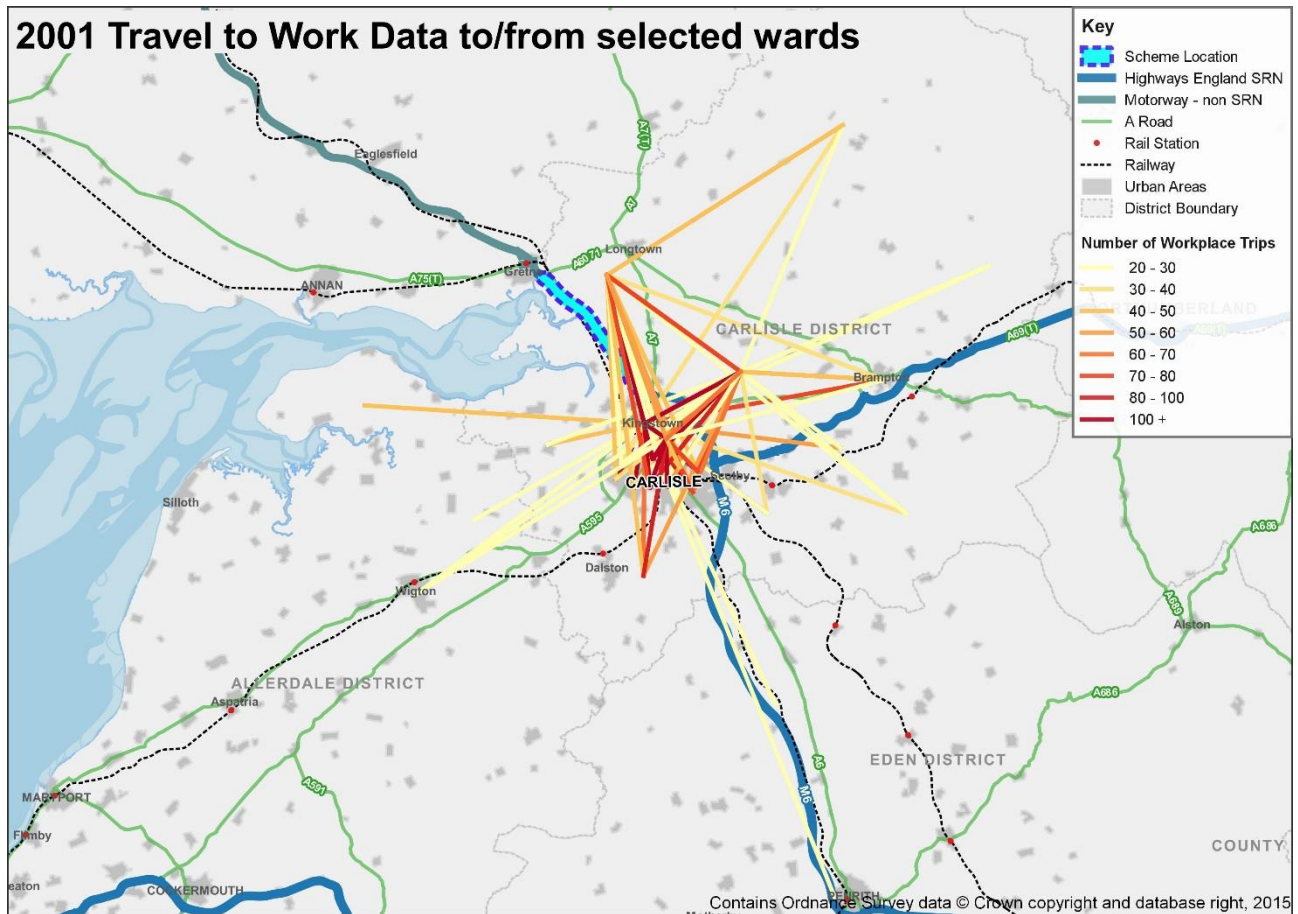 2001 Travel to Work Data to/from selected wards
Key
Scheme Location
Highways England SRN
Motorway - non SRN
A Road
Rail Station
Railway
Urban Areas
District Boundary
Number of Workplace Trips
20 - 30
30 - 40
40 - 50
50 - 60
60 - 70
70 - 80
80 - 100
100 +
A7(T)
Eaglesfield
A7
Longtown
A6071
Gretna
A75(T)
ANNAN
A7
CARLISLE DISTRICT
A69(T)
Brampton
Kingstown
Scotby
CARLISLE
Silloth
M6
A595
A686
Dalston
Wigton
A689
Alston
ALLERDALE DISTRICT
A686
Aspatria
EDEN DISTRICT
A6
M6
A591
MARYPORT
Flimby
COUNTY
eaton
COCKERMOUTH
PENRITH
Contains Ordnance Survey data © Crown copyright and database right, 2015